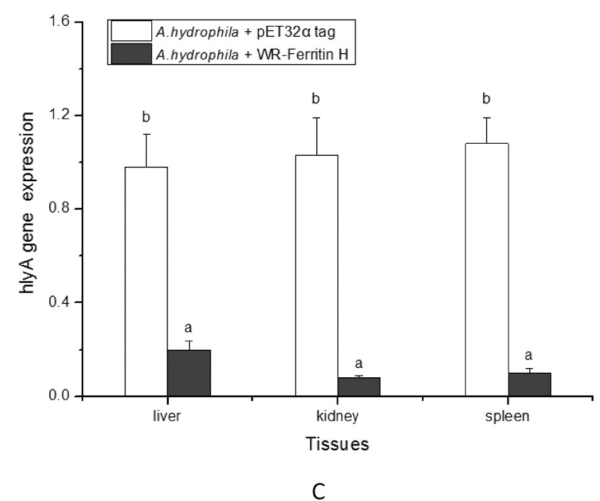 1.6
A.hydrophila + pET32α tag
A.hydrophila + WR-Ferritin H
1.2
b
b
b
0.8
hlyA gene expression
0.4
a
a
a
0.0
liver
kidney
spleen
Tissues
C